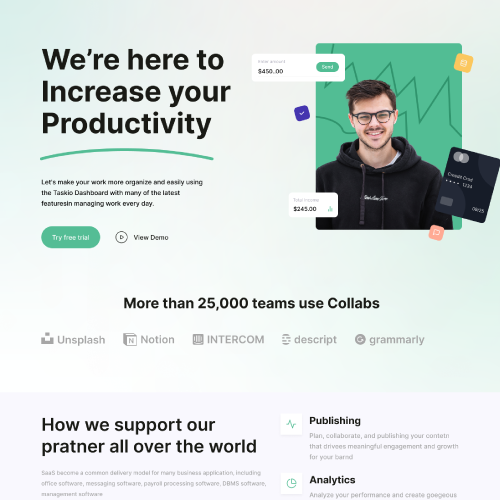 We're here to
Increase your
Productivity
Let's make your work more organize and easily using
the Taskio Dashboard with many of the latest
featuresin managing work every day.
Try free trial
View Demo
Enter amount
$450.00
Send
Total income
$245.00
Credit Crad
•••• 1234
09/25
More than 25,000 teams use Collabs
Unsplash
Notion
INTERCOM
descript
grammarly
How we support our
pratner all over the world
SaaS become a common delivery model for many business application, including
office software, messaging software, payroll processing software, DBMS software,
management software
Publishing
Plan, collaborate, and publishing your contetn
that drivees meaningful engagement and growth
for your barnd
Analytics
Analyze your performance and create goegeous